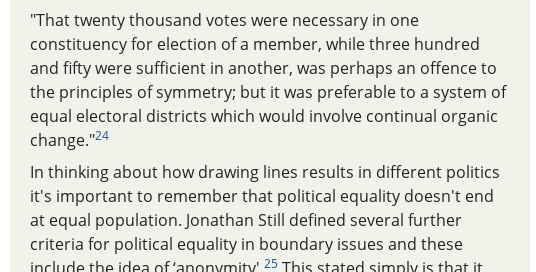 "That twenty thousand votes were necessary in one
constituency for election of a member, while three hundred
and fifty were sufficient in another, was perhaps an offence to
the principles of symmetry; but it was preferable to a system of
equal electoral districts which would involve continual organic
change."24
In thinking about how drawing lines results in different politics
it's important to remember that political equality doesn't end
at equal population. Jonathan Still defined several further
criteria for political equality in boundary issues and these
include the idea of ‘anonymity'. 25 This stated simply is that it